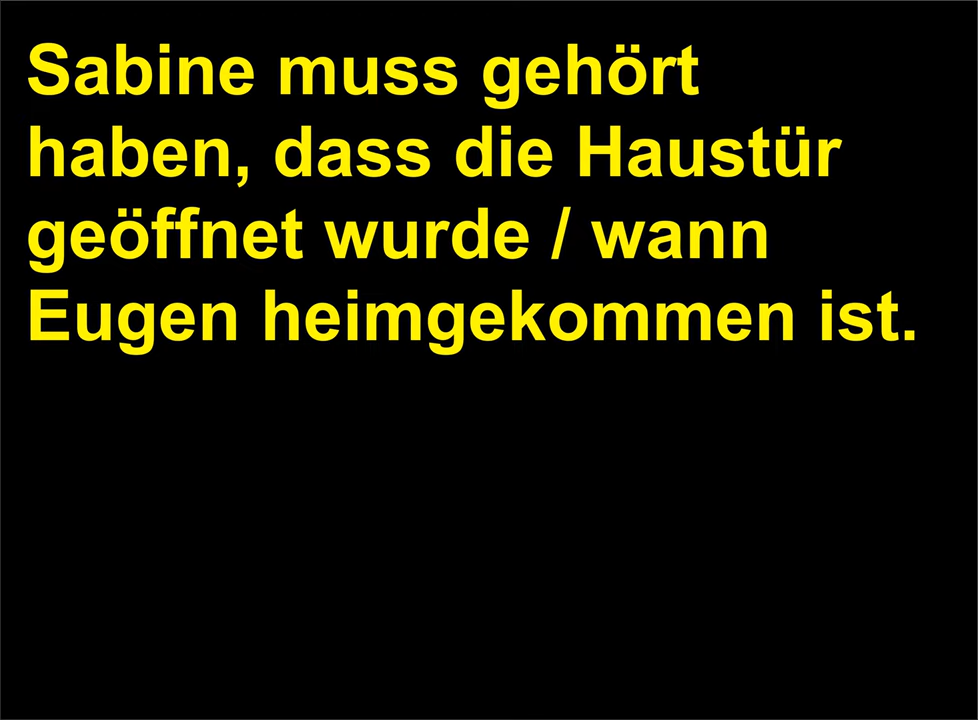 Sabine muss gehört
haben, dass die Haustür
geöffnet wurde / wann
Eugen heimgekommen ist.